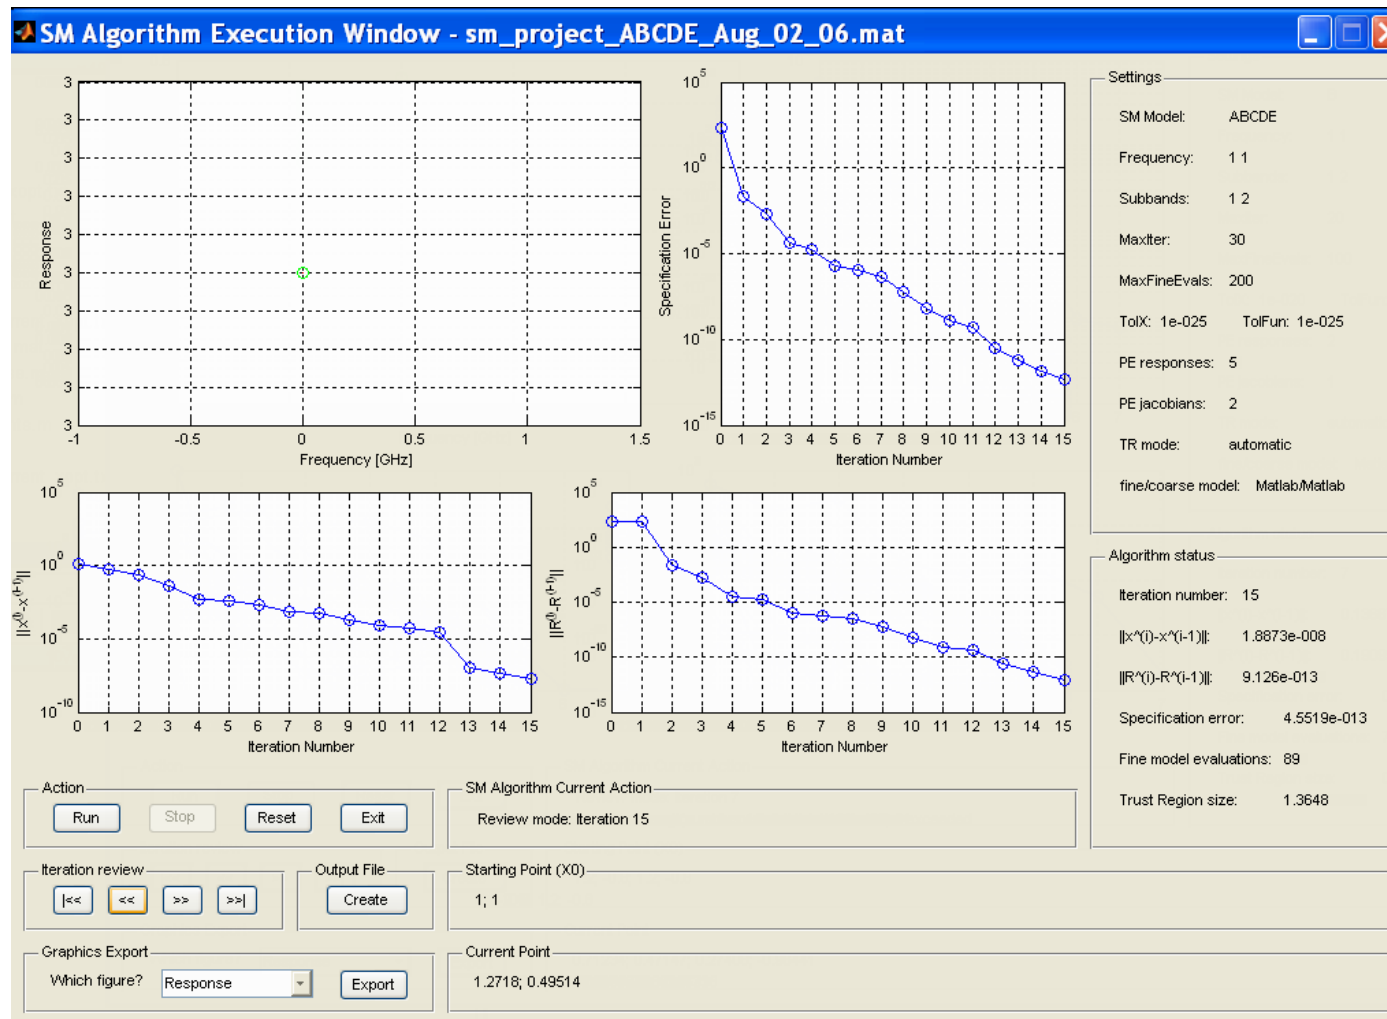 SM Algorithm Execution Window - sm_project_ABCDE_Aug_02_06.mat
3
3
3
3
3
3
3
3
3
3
-1 -0.5 0 0.5 1 1.5
Response
Frequency [GHz]
10^5
10^0
10^-5
10^-10
10^-15
0 1 2 3 4 5 6 7 8 9 10 11 12 13 14 15
Specification Error
Iteration Number
10^5
10^0
10^-5
10^-10
0 1 2 3 4 5 6 7 8 9 10 11 12 13 14 15
||x^(i)-x^(i-1)||
Iteration Number
10^5
10^0
10^-5
10^-10
10^-15
0 1 2 3 4 5 6 7 8 9 10 11 12 13 14 15
||R^(i)-R^(i-1)||
Iteration Number
Settings
SM Model: ABCDE
Frequency: 1 1
Subbands: 1 2
MaxIter: 30
MaxFineEvals: 200
TolX: 1e-025 TolFun: 1e-025
PE responses: 5
PE jacobians: 2
TR mode: automatic
fine/coarse model: Matlab/Matlab
Algorithm status
Iteration number: 15
||x^(i)-x^(i-1)||: 1.8873e-008
||R^(i)-R^(i-1)||: 9.126e-013
Specification error: 4.5519e-013
Fine model evaluations: 89
Trust Region size: 1.3648
Action
Run Stop Reset Exit
SM Algorithm Current Action
Review mode: Iteration 15
Iteration review
|<< << >> >>|
Output File
Create
Starting Point (X0)
1; 1
Graphics Export
Which figure? Response Export
Current Point
1.2718; 0.49514